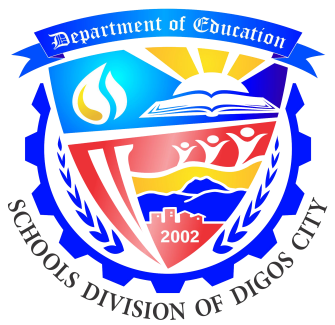 Department of Education
2002
SCHOOLS DIVISION OF DIGOS CITY